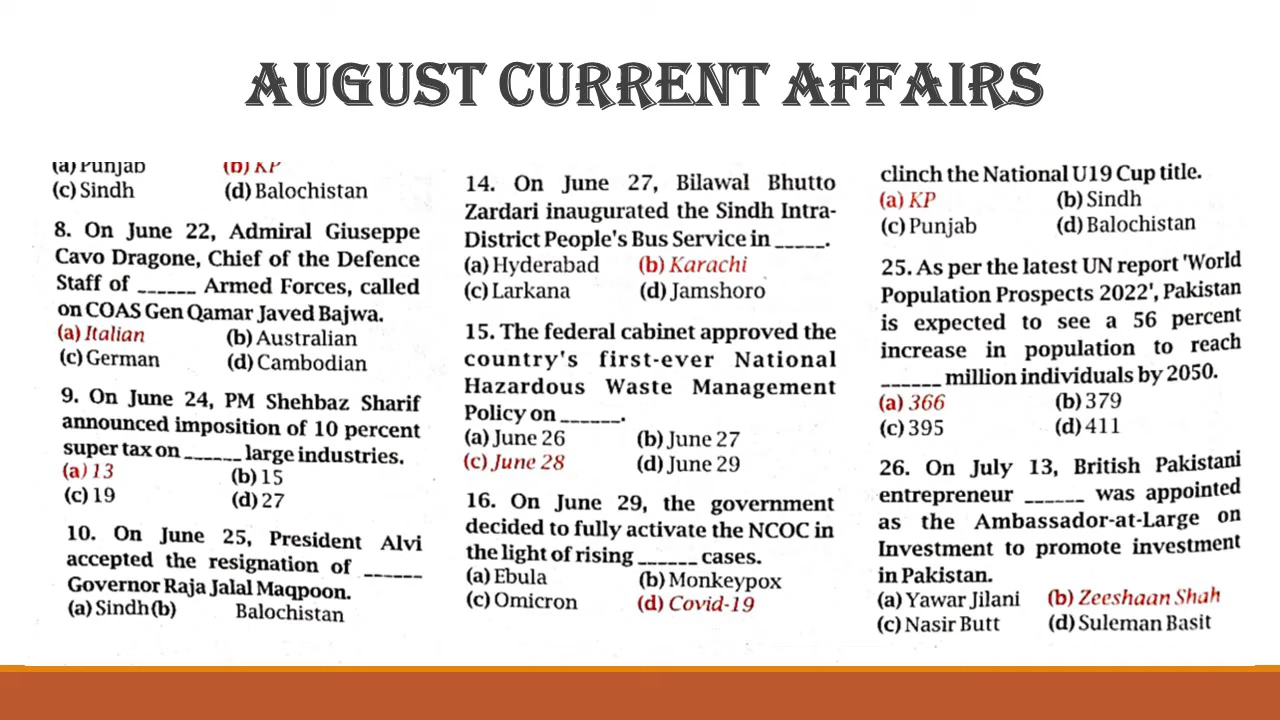 AUGUST CURRENT AFFAIRS
(a) Punjab (b) KP
(c) Sindh (d) Balochistan
8. On June 22, Admiral Giuseppe
Cavo Dragone, Chief of the Defence
Staff of ______ Armed Forces, called
on COAS Gen Qamar Javed Bajwa.
(a) Italian (b) Australian
(c) German (d) Cambodian
9. On June 24, PM Shehbaz Sharif
announced imposition of 10 percent
super tax on ______ large industries.
(a) 13 (b) 15
(c) 19 (d) 27
10. On June 25, President Alvi
accepted the resignation of ______
Governor Raja Jalal Maqpoon.
(a) Sindh(b) Balochistan
14. On June 27, Bilawal Bhutto
Zardari inaugurated the Sindh Intra-
District People's Bus Service in _____.
(a) Hyderabad (b) Karachi
(c) Larkana (d) Jamshoro
15. The federal cabinet approved the
country's first-ever National
Hazardous Waste Management
Policy on ______.
(a) June 26 (b) June 27
(c) June 28 (d) June 29
16. On June 29, the government
decided to fully activate the NCOC in
the light of rising ______ cases.
(a) Ebula (b) Monkeypox
(c) Omicron (d) Covid-19
clinch the National U19 Cup title.
(a) KP (b) Sindh
(c) Punjab (d) Balochistan
25. As per the latest UN report 'World
Population Prospects 2022', Pakistan
is expected to see a 56 percent
increase in population to reach
______ million individuals by 2050.
(a) 366 (b) 379
(c) 395 (d) 411
26. On July 13, British Pakistani
entrepreneur ______ was appointed
as the Ambassador-at-Large on
Investment to promote investment
in Pakistan.
(a) Yawar Jilani (b) Zeeshaan Shah
(c) Nasir Butt (d) Suleman Basit